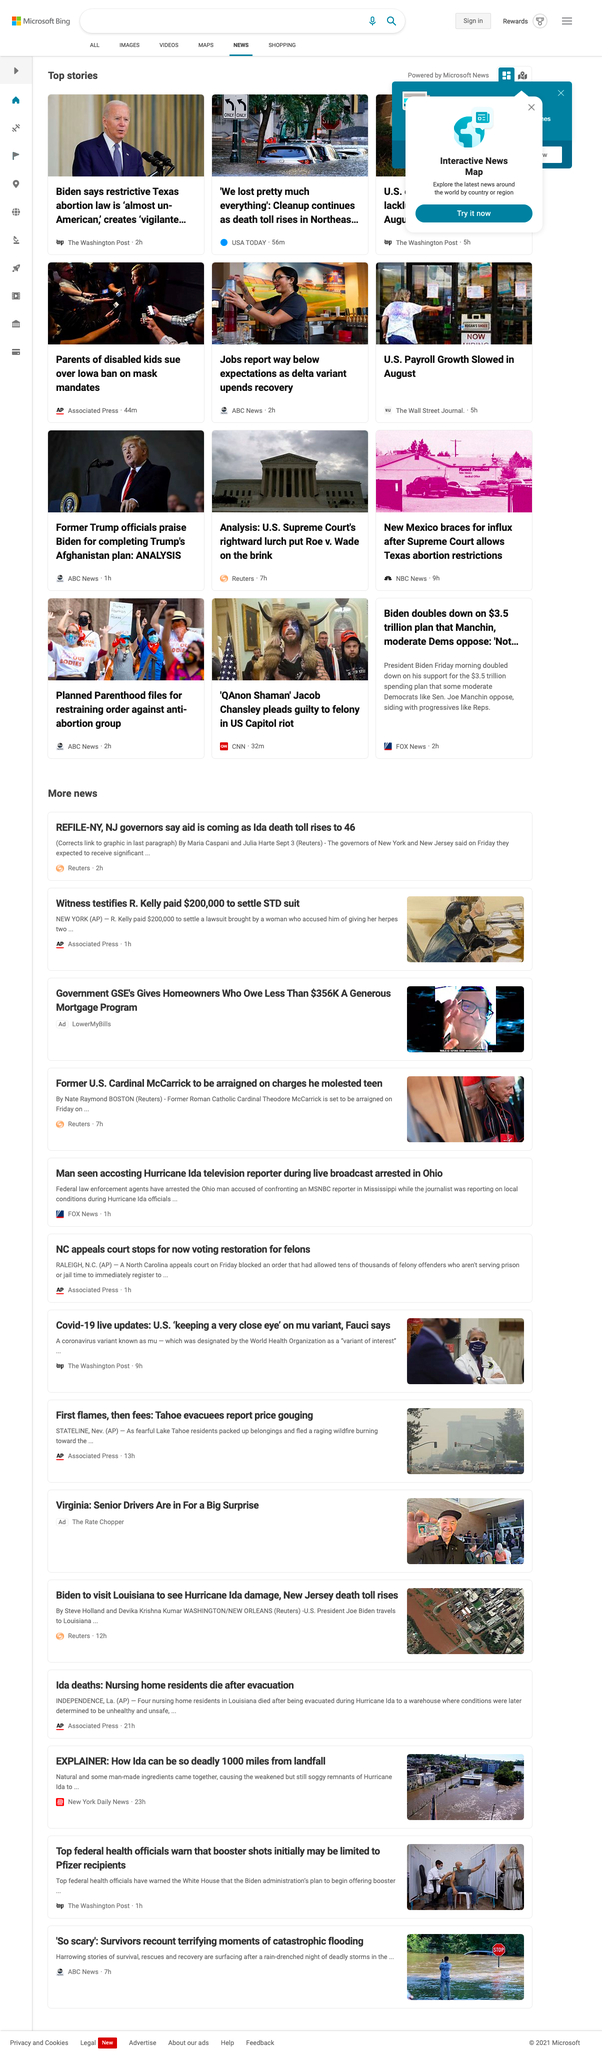 Microsoft Bing
Sign in
Rewards
ALL
IMAGES
VIDEOS
MAPS
NEWS
SHOPPING
Top stories
Powered by Microsoft News
Interactive News
Map
Explore the latest news around
the world by country or region
Try it now
ONLY
ONLY
Biden says restrictive Texas
abortion law is 'almost un-
American,' creates 'vigilante...
The Washington Post · 2h
'We lost pretty much
everything': Cleanup continues
as death toll rises in Northeas...
USA TODAY · 56m
U.S.
lackl
Augu
The Washington Post · 5h
Parents of disabled kids sue
over Iowa ban on mask
mandates
Associated Press · 44m
Jobs report way below
expectations as delta variant
upends recovery
ABC News · 2h
NOW
U.S. Payroll Growth Slowed in
August
The Wall Street Journal. · 5h
Former Trump officials praise
Biden for completing Trump's
Afghanistan plan: ANALYSIS
ABC News · 1h
Analysis: U.S. Supreme Court's
rightward lurch put Roe v. Wade
on the brink
Reuters · 7h
New Mexico braces for influx
after Supreme Court allows
Texas abortion restrictions
NBC News · 9h
Planned Parenthood files for
restraining order against anti-
abortion group
ABC News · 2h
'QAnon Shaman' Jacob
Chansley pleads guilty to felony
in US Capitol riot
CNN · 32m
Biden doubles down on $3.5
trillion plan that Manchin,
moderate Dems oppose: 'Not...
President Biden Friday morning doubled
down on his support for the $3.5 trillion
spending plan that some moderate
Democrats like Sen. Joe Manchin oppose,
siding with progressives like Reps.
FOX News · 2h
More news
REFILE-NY, NJ governors say aid is coming as Ida death toll rises to 46
(Corrects link to graphic in last paragraph) By Maria Caspani and Julia Harte Sept 3 (Reuters) - The governors of New York and New Jersey said on Friday they
expected to receive significant ...
Reuters · 2h
Witness testifies R. Kelly paid $200,000 to settle STD suit
NEW YORK (AP) — R. Kelly paid $200,000 to settle a lawsuit brought by a woman who accused him of giving her herpes
two ...
AP Associated Press · 1h
Government GSE's Gives Homeowners Who Owe Less Than $356K A Generous
Mortgage Program
Ad LowerMyBills
Former U.S. Cardinal McCarrick to be arraigned on charges he molested teen
By Nate Raymond BOSTON (Reuters) - Former Roman Catholic Cardinal Theodore McCarrick is set to be arraigned on
Friday on ...
Reuters · 7h
Man seen accosting Hurricane Ida television reporter during live broadcast arrested in Ohio
Federal law enforcement agents have arrested the Ohio man accused of confronting an MSNBC reporter in Mississippi while the journalist was reporting on local
conditions during Hurricane Ida officials ...
FOX News · 1h
NC appeals court stops for now voting restoration for felons
RALEIGH, N.C. (AP) — A North Carolina appeals court on Friday blocked an order that had allowed tens of thousands of felony offenders who aren't serving prison
or jail time to immediately register to ...
AP Associated Press · 1h
Covid-19 live updates: U.S. 'keeping a very close eye' on mu variant, Fauci says
A coronavirus variant known as mu — which was designated by the World Health Organization as a "variant of interest"
...
The Washington Post · 9h
First flames, then fees: Tahoe evacuees report price gouging
STATELINE, Nev. (AP) — As fearful Lake Tahoe residents packed up belongings and fled a raging wildfire burning
toward the ...
AP Associated Press · 13h
Virginia: Senior Drivers Are in For a Big Surprise
Ad The Rate Chopper
Biden to visit Louisiana to see Hurricane Ida damage, New Jersey death toll rises
By Steve Holland and Devika Krishna Kumar WASHINGTON/NEW ORLEANS (Reuters) -U.S. President Joe Biden travels
to Louisiana ...
Reuters · 12h
Ida deaths: Nursing home residents die after evacuation
INDEPENDENCE, La. (AP) — Four nursing home residents in Louisiana died after being evacuated during Hurricane Ida to a warehouse where conditions were later
determined to be unhealthy and unsafe, ...
AP Associated Press · 21h
EXPLAINER: How Ida can be so deadly 1000 miles from landfall
Natural and some man-made ingredients came together, causing the weakened but still soggy remnants of Hurricane
Ida to ...
New York Daily News · 23h
Top federal health officials warn that booster shots initially may be limited to
Pfizer recipients
Top federal health officials have warned the White House that the Biden administration's plan to begin offering booster
...
The Washington Post · 1h
'So scary': Survivors recount terrifying moments of catastrophic flooding
Harrowing stories of survival, rescues and recovery are surfacing after a rain-drenched night of deadly storms in the ...
ABC News · 7h
STOP
Privacy and Cookies
Legal
New
Advertise
About our ads
Help
Feedback
© 2021 Microsoft